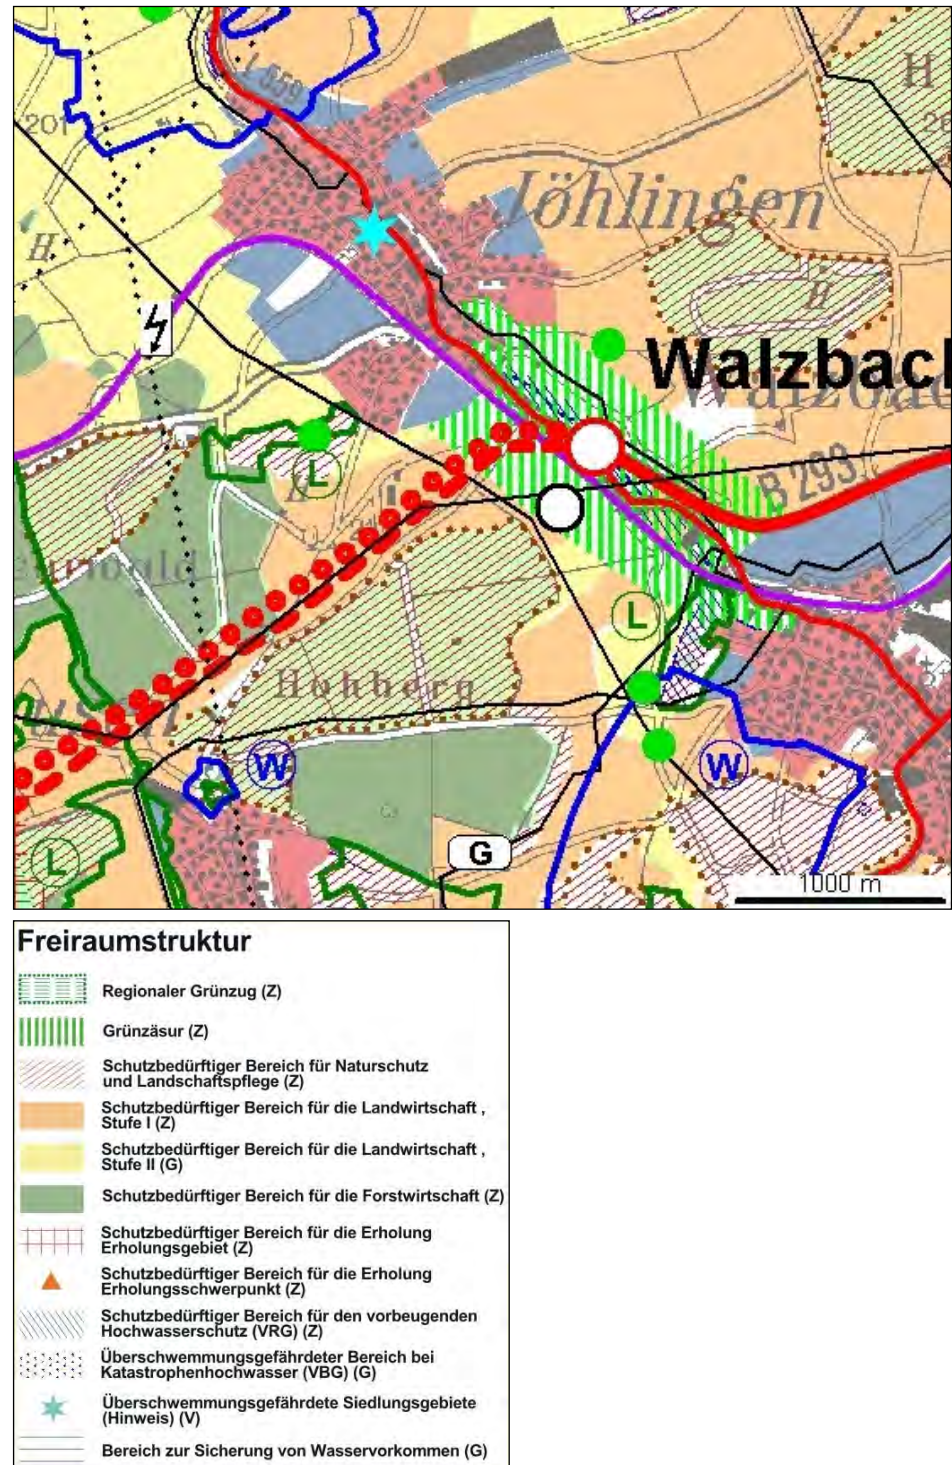 L 559
201
H
H
Jöhlingen
H
Walzbac
Walzbac
L
H
B 293
L
Hohberg
W
W
G
L
1000 m
Freiraumstruktur
Regionaler Grünzug (Z)
Grünzäsur (Z)
Schutzbedürftiger Bereich für Naturschutz
und Landschaftspflege (Z)
Schutzbedürftiger Bereich für die Landwirtschaft ,
Stufe I (Z)
Schutzbedürftiger Bereich für die Landwirtschaft ,
Stufe II (G)
Schutzbedürftiger Bereich für die Forstwirtschaft (Z)
Schutzbedürftiger Bereich für die Erholung
Erholungsgebiet (Z)
Schutzbedürftiger Bereich für die Erholung
Erholungsschwerpunkt (Z)
Schutzbedürftiger Bereich für den vorbeugenden
Hochwasserschutz (VRG) (Z)
Überschwemmungsgefährdeter Bereich bei
Katastrophenhochwasser (VBG) (G)
Überschwemmungsgefährdete Siedlungsgebiete
(Hinweis) (V)
Bereich zur Sicherung von Wasservorkommen (G)